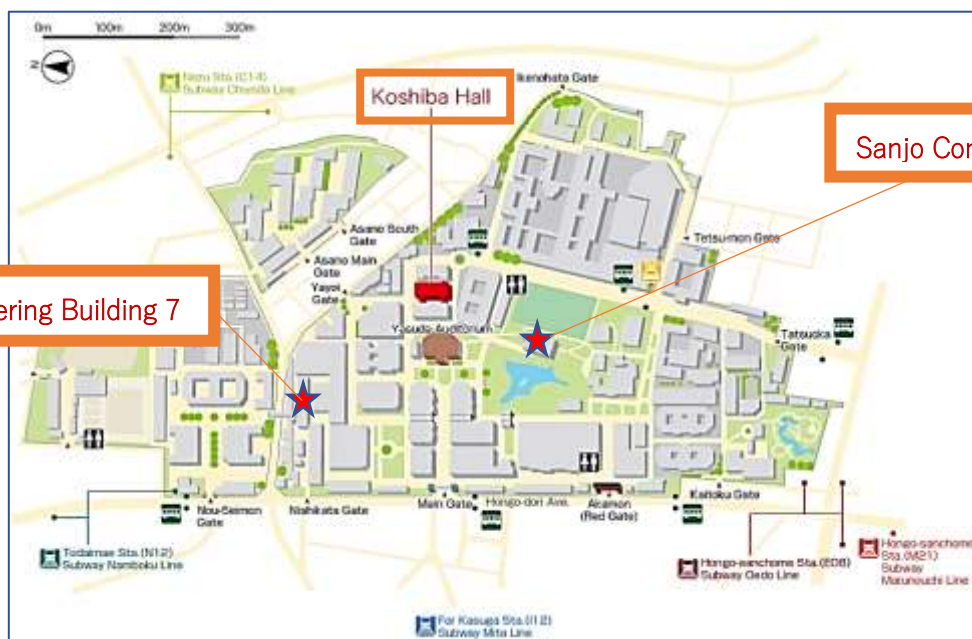 0m 100m 200m 300m
N
Nezu Sta. (C14)
Subway Chiyoda Line
Koshiba Hall
Ikenohata Gate
Sanjo Con
Asano South
Gate
Asano Main
Gate
Yayoi
Gate
Tetsu-mon Gate
ering Building 7
Yasuda Auditorium
Tatsuoka
Gate
Nou-Seimon
Gate
Nishikata Gate
Main Gate
Hongo-dori Ave.
Akamon
(Red Gate)
Kaitoku Gate
Todaimae Sta. (N12)
Subway Namboku Line
Hongo-sanchome Sta. (E08)
Subway Oedo Line
Hongo-sanchome
Sta. (M21)
Subway
Marunouchi Line
For Kasuga Sta. (I12)
Subway Mita Line